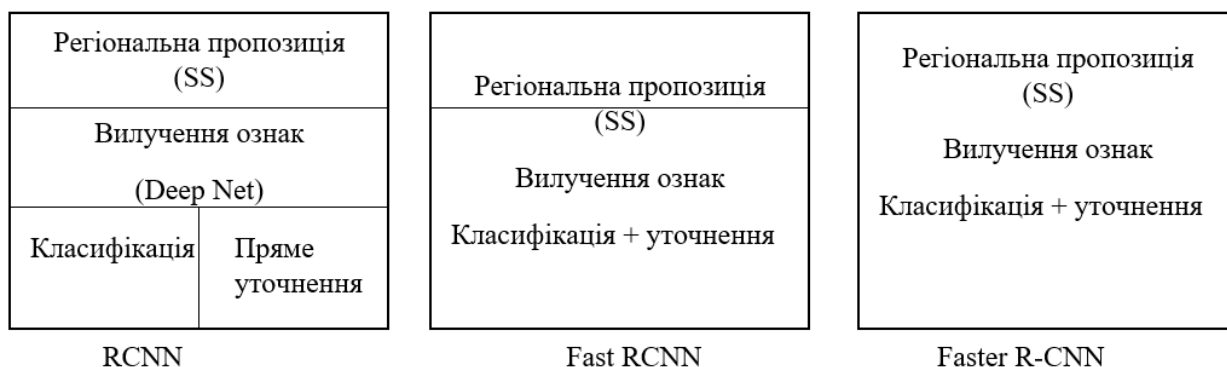 Регіональна пропозиція
(SS)
Вилучення ознак
(Deep Net)
Класифікація
Пряме
уточнення
RCNN
Регіональна пропозиція
(SS)
Вилучення ознак
Класифікація + уточнення
Fast RCNN
Регіональна пропозиція
(SS)
Вилучення ознак
Класифікація + уточнення
Faster R-CNN